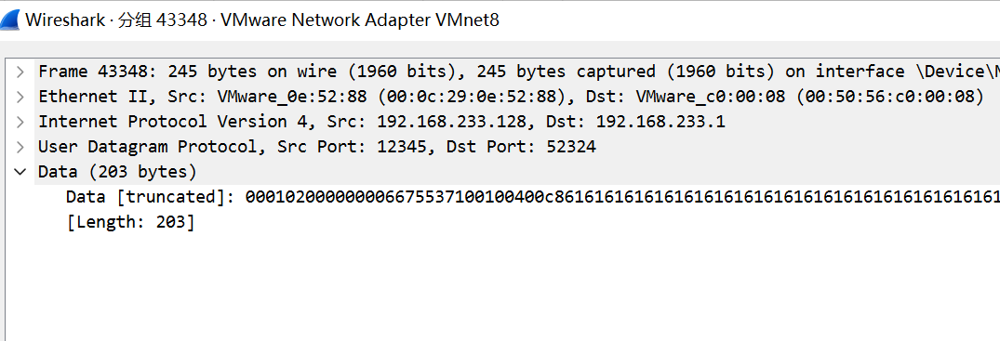 Wireshark · 分组 43348 · VMware Network Adapter VMnet8
Frame 43348: 245 bytes on wire (1960 bits), 245 bytes captured (1960 bits) on interface \Device\
Ethernet II, Src: VMware_0e:52:88 (00:0c:29:0e:52:88), Dst: VMware_c0:00:08 (00:50:56:c0:00:08)
Internet Protocol Version 4, Src: 192.168.233.128, Dst: 192.168.233.1
User Datagram Protocol, Src Port: 12345, Dst Port: 52324
Data (203 bytes)
Data [truncated]: 000102000000006675537100100400c86161616161616161616161616161616161616161616161
[Length: 203]